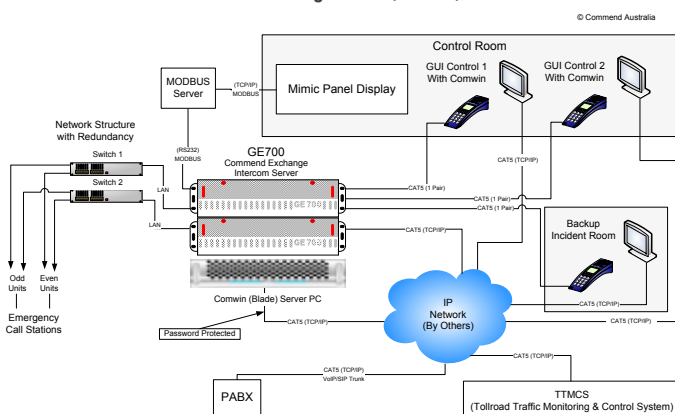 © Commend Australia
Control Room
GUI Control 1
With Comwin
GUI Control 2
With Comwin
MODBUS
Server
(TCP/IP)
MODBUS
Mimic Panel Display
Network Structure
with Redundancy
Switch 1
Switch 2
(RS232)
MODBUS
GE700
Commend Exchange
Intercom Server
LAN
LAN
GE700
GE700
CAT5 (TCP/IP)
CAT5 (1 Pair)
CAT5 (1 Pair)
CAT5 (1 Pair)
CAT5 (TCP/IP)
Backup
Incident Room
Odd
Units
Even
Units
Emergency
Call Stations
Comwin (Blade) Server PC
Password Protected
CAT5 (TCP/IP)
IP
Network
(By Others)
CAT5 (TCP/IP)
CAT5 (TCP/IP)
CAT5 (TCP/IP)
CAT5 (TCP/IP)
VoIP/SIP Trunk
PABX
TTMCS
(Tollroad Traffic Monitoring & Control System)